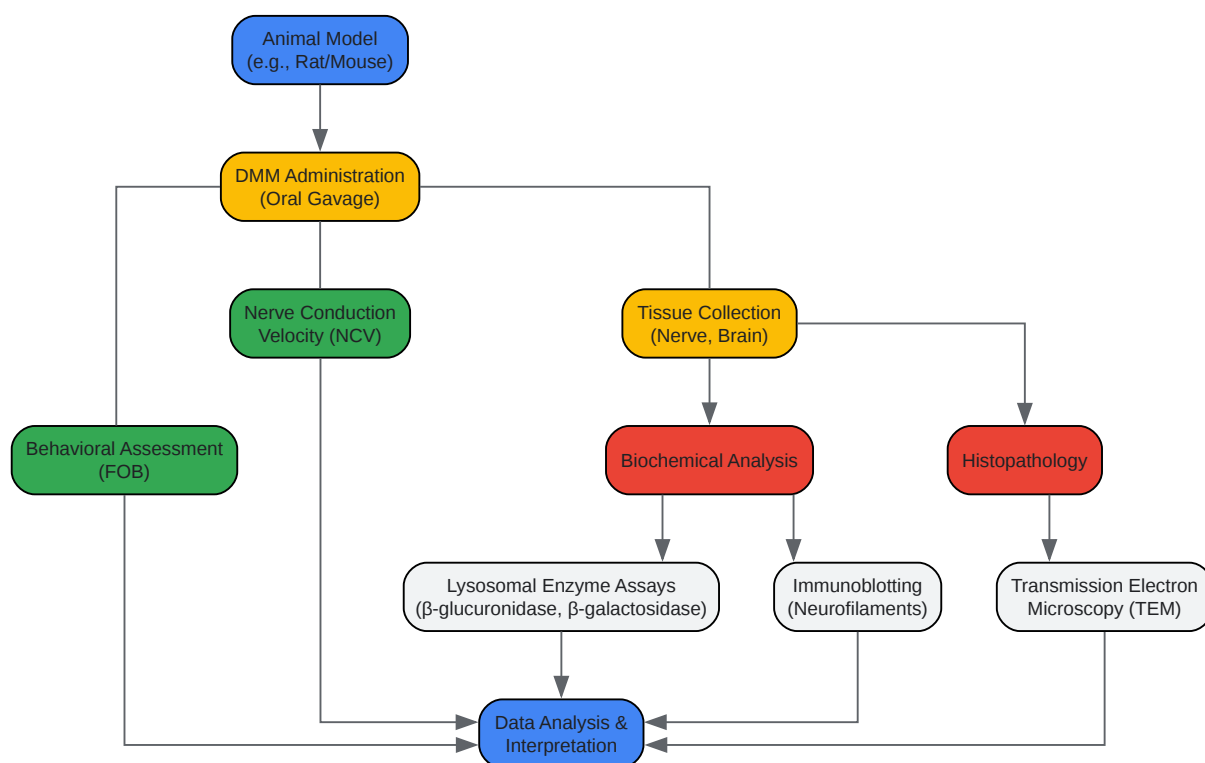 Animal Model
(e.g., Rat/Mouse)
DMM Administration
(Oral Gavage)
Nerve Conduction
Velocity (NCV)
Tissue Collection
(Nerve, Brain)
Behavioral Assessment
(FOB)
Biochemical Analysis
Histopathology
Lysosomal Enzyme Assays
(β-glucuronidase, β-galactosidase)
Immunoblotting
(Neurofilaments)
Transmission Electron
Microscopy (TEM)
Data Analysis &
Interpretation